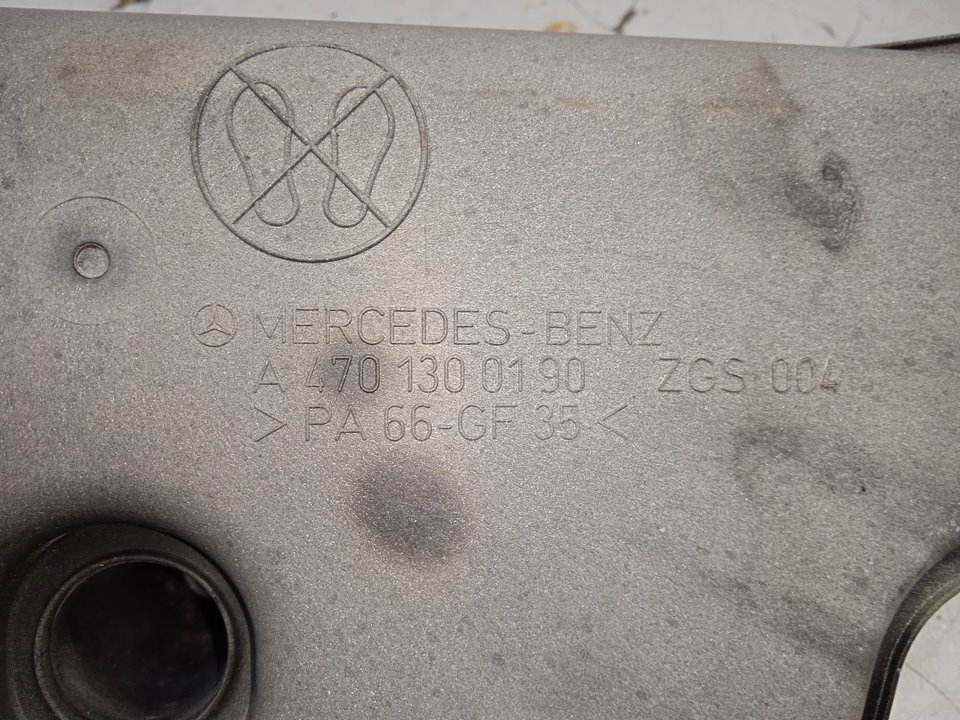 MERCEDES-BENZ
A 470 130 01 90 ZGS 004
>PA 66-GF 35<